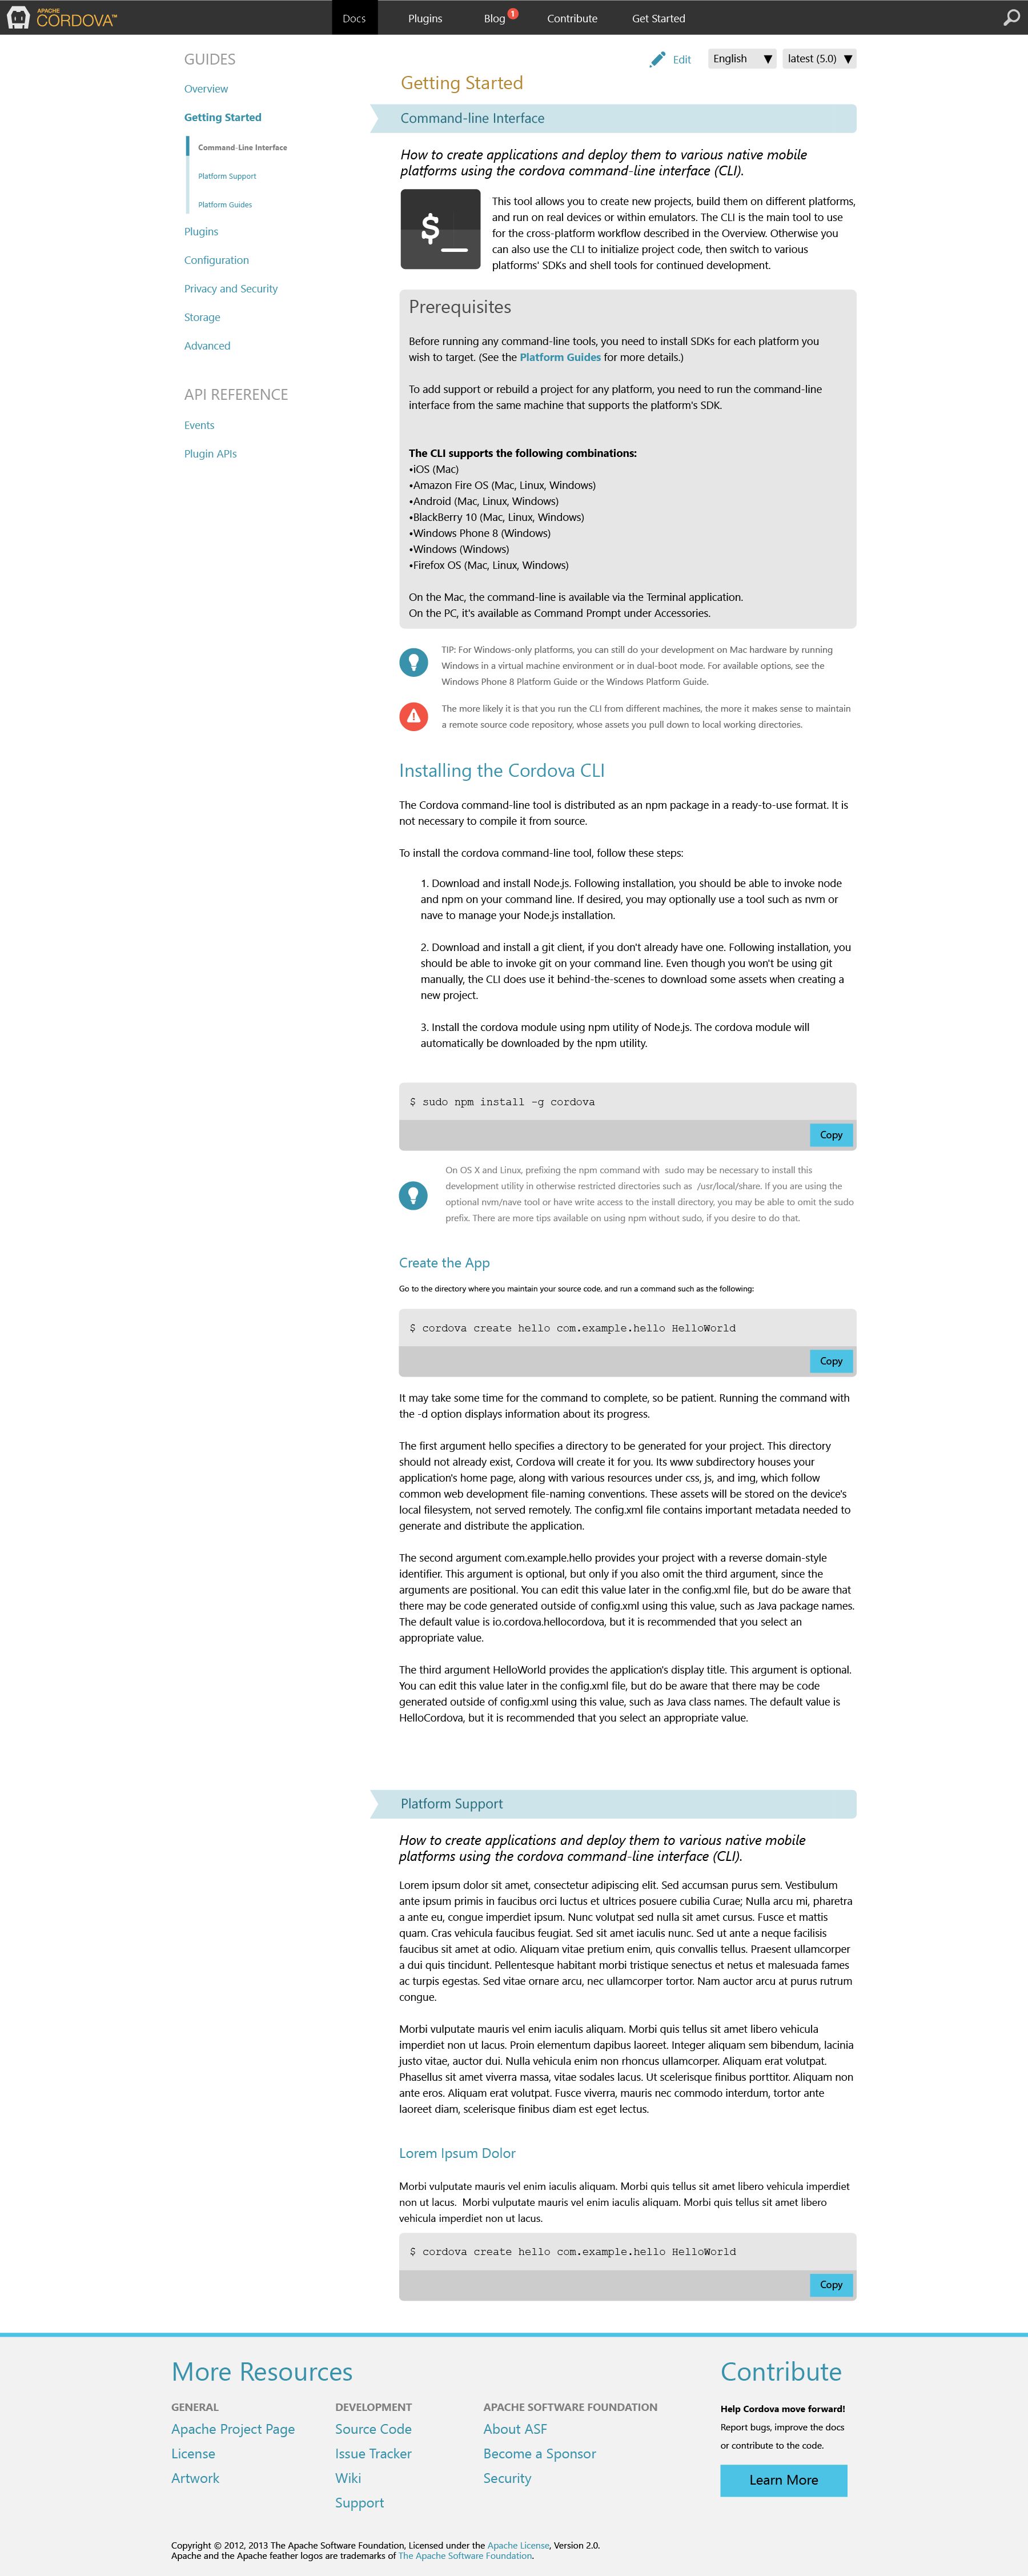 APACHE
CORDOVA™
Docs
Plugins
Blog
1
Contribute
Get Started
GUIDES
Overview
Getting Started
Command-Line Interface
Platform Support
Platform Guides
Plugins
Configuration
Privacy and Security
Storage
Advanced
API REFERENCE
Events
Plugin APIs
Edit
English ▼
latest (5.0) ▼
Getting Started
Command-line Interface
How to create applications and deploy them to various native mobile
platforms using the cordova command-line interface (CLI).
$_
This tool allows you to create new projects, build them on different platforms,
and run on real devices or within emulators. The CLI is the main tool to use
for the cross-platform workflow described in the Overview. Otherwise you
can also use the CLI to initialize project code, then switch to various
platforms' SDKs and shell tools for continued development.
Prerequisites
Before running any command-line tools, you need to install SDKs for each platform you
wish to target. (See the Platform Guides for more details.)
To add support or rebuild a project for any platform, you need to run the command-line
interface from the same machine that supports the platform's SDK.
The CLI supports the following combinations:
•iOS (Mac)
•Amazon Fire OS (Mac, Linux, Windows)
•Android (Mac, Linux, Windows)
•BlackBerry 10 (Mac, Linux, Windows)
•Windows Phone 8 (Windows)
•Windows (Windows)
•Firefox OS (Mac, Linux, Windows)
On the Mac, the command-line is available via the Terminal application.
On the PC, it's available as Command Prompt under Accessories.
TIP: For Windows-only platforms, you can still do your development on Mac hardware by running
Windows in a virtual machine environment or in dual-boot mode. For available options, see the
Windows Phone 8 Platform Guide or the Windows Platform Guide.
The more likely it is that you run the CLI from different machines, the more it makes sense to maintain
a remote source code repository, whose assets you pull down to local working directories.
Installing the Cordova CLI
The Cordova command-line tool is distributed as an npm package in a ready-to-use format. It is
not necessary to compile it from source.
To install the cordova command-line tool, follow these steps:
1. Download and install Node.js. Following installation, you should be able to invoke node
and npm on your command line. If desired, you may optionally use a tool such as nvm or
nave to manage your Node.js installation.
2. Download and install a git client, if you don't already have one. Following installation, you
should be able to invoke git on your command line. Even though you won't be using git
manually, the CLI does use it behind-the-scenes to download some assets when creating a
new project.
3. Install the cordova module using npm utility of Node.js. The cordova module will
automatically be downloaded by the npm utility.
$ sudo npm install -g cordova
Copy
On OS X and Linux, prefixing the npm command with  sudo may be necessary to install this
development utility in otherwise restricted directories such as  /usr/local/share. If you are using the
optional nvm/nave tool or have write access to the install directory, you may be able to omit the sudo
prefix. There are more tips available on using npm without sudo, if you desire to do that.
Create the App
Go to the directory where you maintain your source code, and run a command such as the following:
$ cordova create hello com.example.hello HelloWorld
Copy
It may take some time for the command to complete, so be patient. Running the command with
the -d option displays information about its progress.
The first argument hello specifies a directory to be generated for your project. This directory
should not already exist, Cordova will create it for you. Its www subdirectory houses your
application's home page, along with various resources under css, js, and img, which follow
common web development file-naming conventions. These assets will be stored on the device's
local filesystem, not served remotely. The config.xml file contains important metadata needed to
generate and distribute the application.
The second argument com.example.hello provides your project with a reverse domain-style
identifier. This argument is optional, but only if you also omit the third argument, since the
arguments are positional. You can edit this value later in the config.xml file, but do be aware that
there may be code generated outside of config.xml using this value, such as Java package names.
The default value is io.cordova.hellocordova, but it is recommended that you select an
appropriate value.
The third argument HelloWorld provides the application's display title. This argument is optional.
You can edit this value later in the config.xml file, but do be aware that there may be code
generated outside of config.xml using this value, such as Java class names. The default value is
HelloCordova, but it is recommended that you select an appropriate value.
Platform Support
How to create applications and deploy them to various native mobile
platforms using the cordova command-line interface (CLI).
Lorem ipsum dolor sit amet, consectetur adipiscing elit. Sed accumsan purus sem. Vestibulum
ante ipsum primis in faucibus orci luctus et ultrices posuere cubilia Curae; Nulla arcu mi, pharetra
a ante eu, congue imperdiet ipsum. Nunc volutpat sed nulla sit amet cursus. Fusce et mattis
quam. Cras vehicula faucibus feugiat. Sed sit amet iaculis nunc. Sed ut ante a neque facilisis
faucibus sit amet at odio. Aliquam vitae pretium enim, quis convallis tellus. Praesent ullamcorper
a dui quis tincidunt. Pellentesque habitant morbi tristique senectus et netus et malesuada fames
ac turpis egestas. Sed vitae ornare arcu, nec ullamcorper tortor. Nam auctor arcu at purus rutrum
congue.
Morbi vulputate mauris vel enim iaculis aliquam. Morbi quis tellus sit amet libero vehicula
imperdiet non ut lacus. Proin elementum dapibus laoreet. Integer aliquam sem bibendum, lacinia
justo vitae, auctor dui. Nulla vehicula enim non rhoncus ullamcorper. Aliquam erat volutpat.
Phasellus sit amet viverra massa, vitae sodales lacus. Ut scelerisque finibus porttitor. Aliquam non
ante eros. Aliquam erat volutpat. Fusce viverra, mauris nec commodo interdum, tortor ante
laoreet diam, scelerisque finibus diam est eget lectus.
Lorem Ipsum Dolor
Morbi vulputate mauris vel enim iaculis aliquam. Morbi quis tellus sit amet libero vehicula imperdiet
non ut lacus.  Morbi vulputate mauris vel enim iaculis aliquam. Morbi quis tellus sit amet libero
vehicula imperdiet non ut lacus.
$ cordova create hello com.example.hello HelloWorld
Copy
More Resources
GENERAL
Apache Project Page
License
Artwork
DEVELOPMENT
Source Code
Issue Tracker
Wiki
Support
APACHE SOFTWARE FOUNDATION
About ASF
Become a Sponsor
Security
Contribute
Help Cordova move forward!
Report bugs, improve the docs
or contribute to the code.
Learn More
Copyright © 2012, 2013 The Apache Software Foundation, Licensed under the Apache License, Version 2.0.
Apache and the Apache feather logos are trademarks of The Apache Software Foundation.